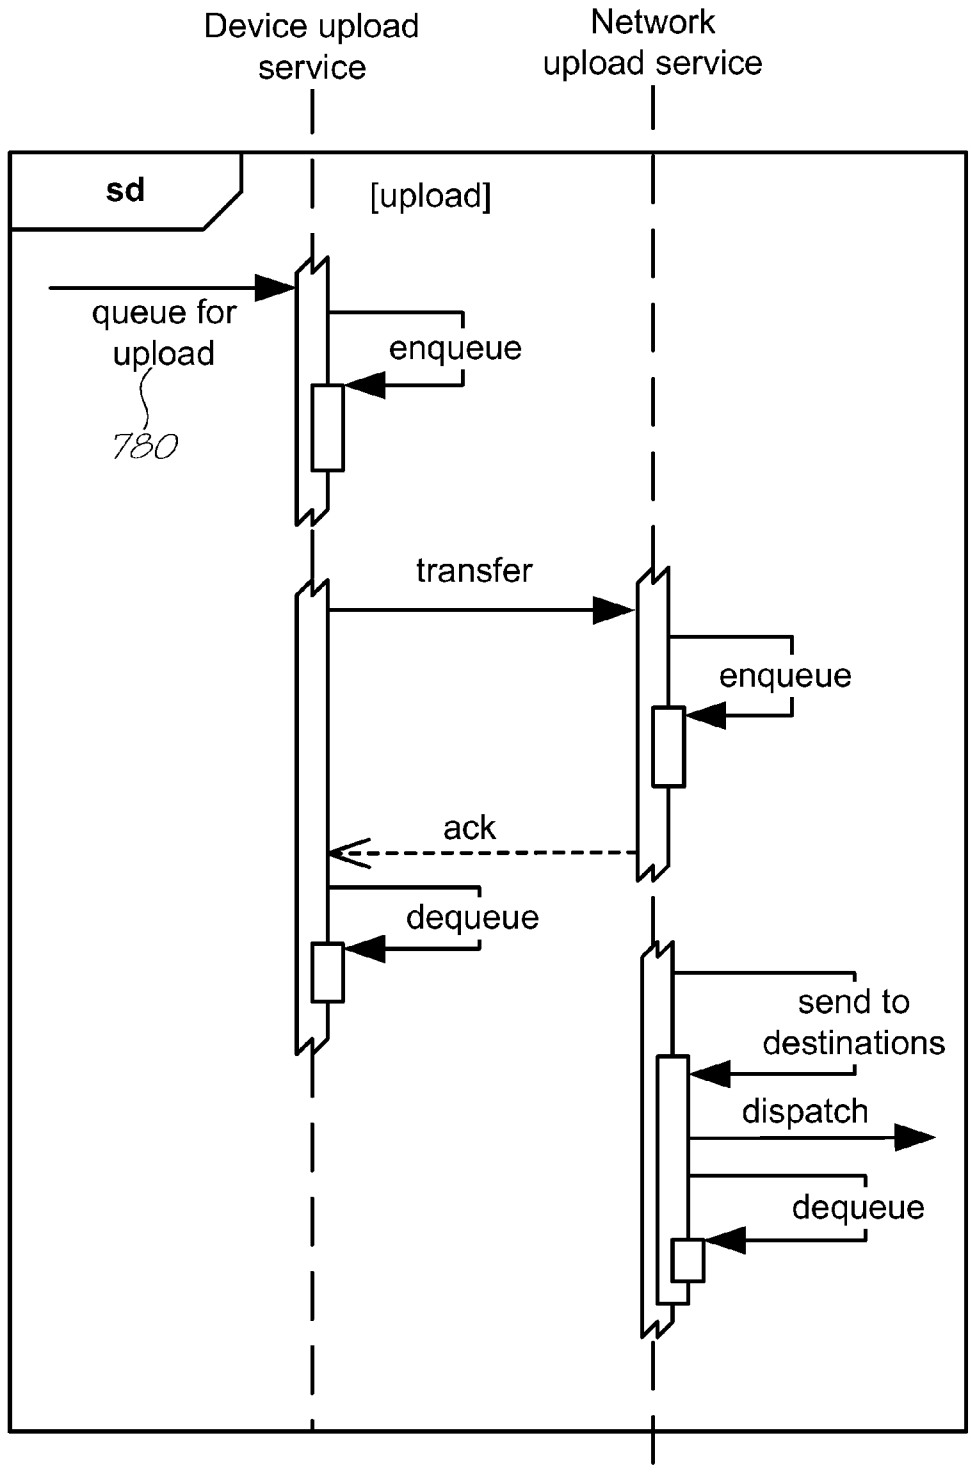 Device upload
service
Network
upload service
sd
[upload]
queue for
upload
780
enqueue
transfer
enqueue
ack
dequeue
send to
destinations
dispatch
dequeue